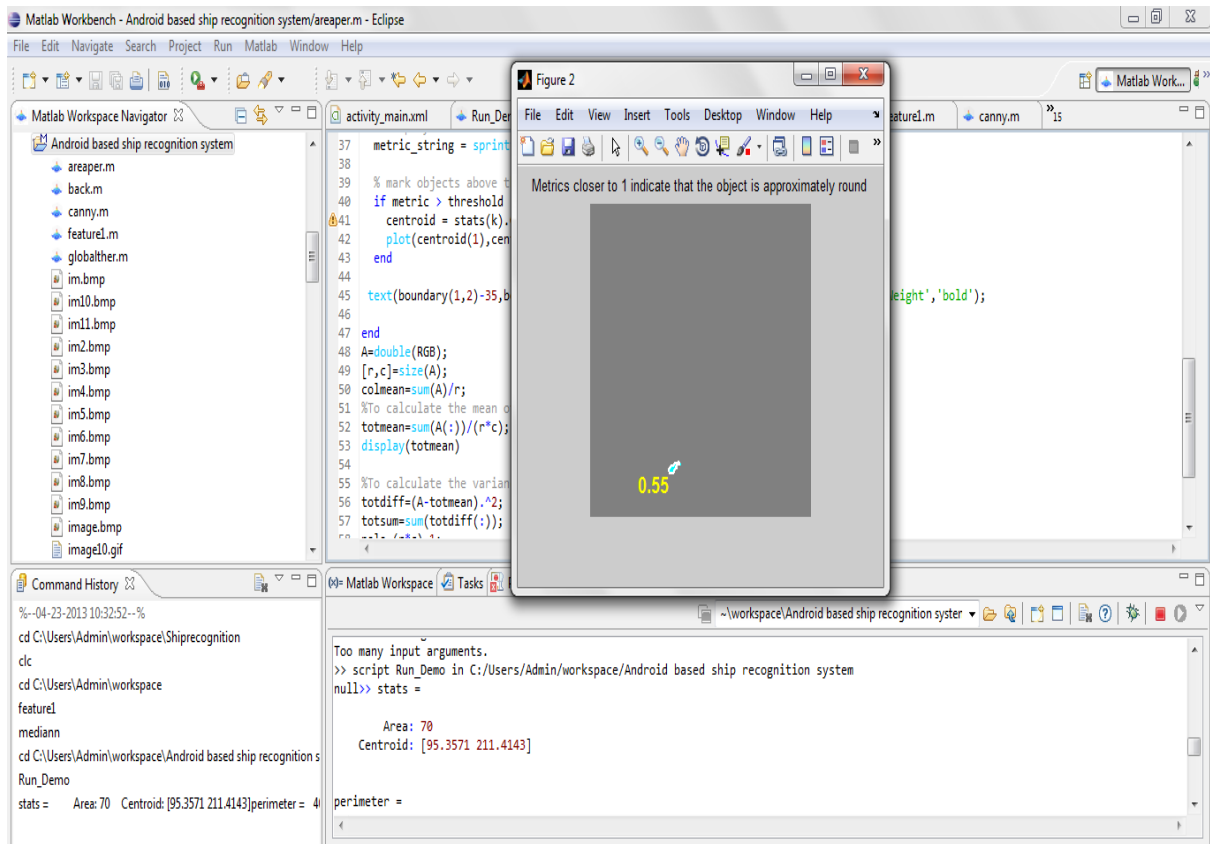 Matlab Workbench - Android based ship recognition system/areaper.m - Eclipse
File Edit Navigate Search Project Run Matlab Window Help
Matlab Work...
Matlab Workspace Navigator
Android based ship recognition system
areaper.m
back.m
canny.m
feature1.m
globalther.m
im.bmp
im10.bmp
im11.bmp
im2.bmp
im3.bmp
im4.bmp
im5.bmp
im6.bmp
im7.bmp
im8.bmp
im9.bmp
image.bmp
image10.gif
activity_main.xml Run_Der eature1.m canny.m »15
37 metric_string = sprint
38
39 % mark objects above t
40 if metric > threshold
41 centroid = stats(k).
42 plot(centroid(1),cen
43 end
44
45 text(boundary(1,2)-35,b eight','bold');
46
47 end
48 A=double(RGB);
49 [r,c]=size(A);
50 colmean=sum(A)/r;
51 %To calculate the mean o
52 totmean=sum(A(:))/(r*c);
53 display(totmean)
54
55 %To calculate the varian
56 totdiff=(A-totmean).^2;
57 totsum=sum(totdiff(:));
Figure 2
File Edit View Insert Tools Desktop Window Help
Metrics closer to 1 indicate that the object is approximately round
0.55
Command History
%--04-23-2013 10:32:52--%
cd C:\Users\Admin\workspace\Shiprecognition
clc
cd C:\Users\Admin\workspace
feature1
mediann
cd C:\Users\Admin\workspace\Android based ship recognition s
Run_Demo
stats = Area: 70 Centroid: [95.3571 211.4143]perimeter = 4
(x)= Matlab Workspace Tasks
~\workspace\Android based ship recognition syster
Too many input arguments.
>> script Run_Demo in C:/Users/Admin/workspace/Android based ship recognition system
null>> stats =
Area: 70
Centroid: [95.3571 211.4143]
perimeter =